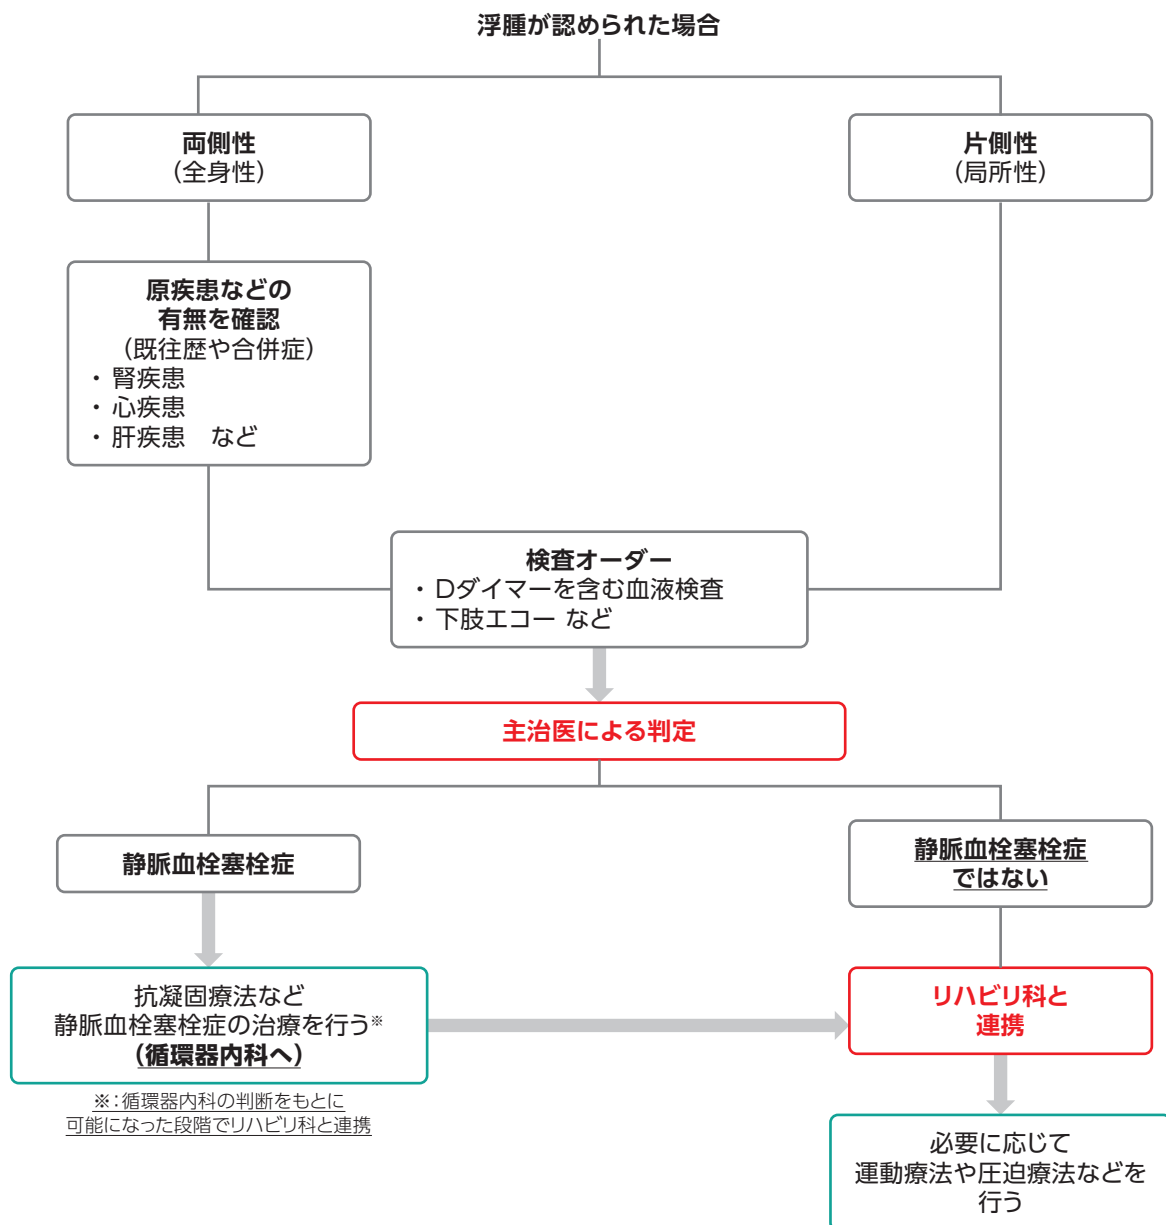 浮腫が認められた場合
両側性
（全身性）
片側性
（局所性）
原疾患などの
有無を確認
（既往歴や合併症）
・ 腎疾患
・ 心疾患
・ 肝疾患　など
検査オーダー
・ Dダイマーを含む血液検査
・ 下肢エコー など
主治医による判定
静脈血栓塞栓症
静脈血栓塞栓症
ではない
抗凝固療法など
静脈血栓塞栓症の治療を行う※
（循環器内科へ）
※：循環器内科の判断をもとに
可能になった段階でリハビリ科と連携
リハビリ科と
連携
必要に応じて
運動療法や圧迫療法などを
行う